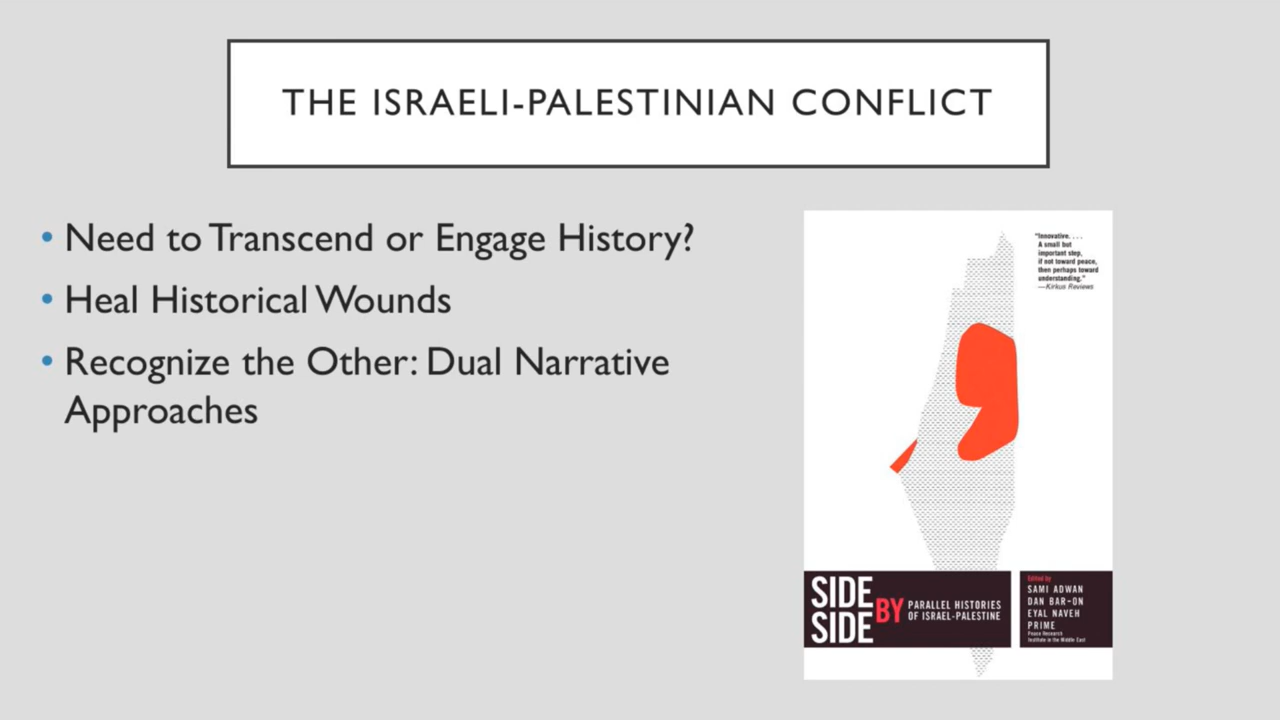 THE ISRAELI-PALESTINIAN CONFLICT
• Need to Transcend or Engage History?
• Heal Historical Wounds
• Recognize the Other: Dual Narrative
Approaches
"Innovative. . . .
A small but
important step,
if not toward peace,
then perhaps toward
understanding."
—Kirkus Reviews
SIDE
BY
SIDE
PARALLEL HISTORIES
OF ISRAEL-PALESTINE
Edited by
SAMI ADWAN
DAN BAR-ON
EYAL NAVEH
PRIME
Peace Research
Institute in the Middle East